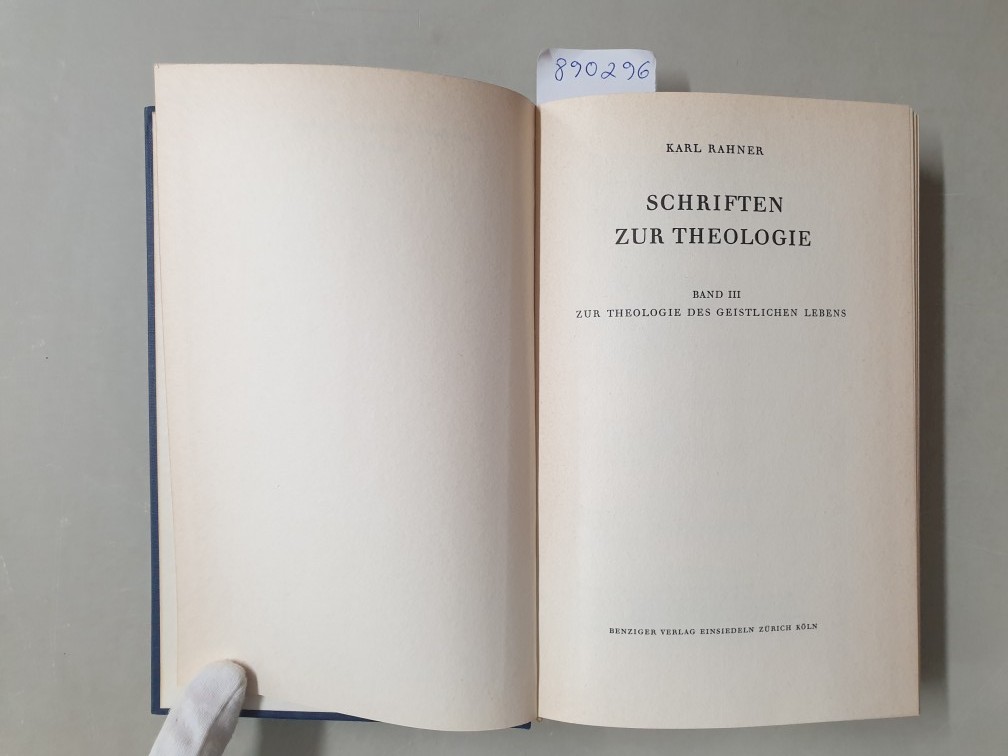 890296
KARL RAHNER
SCHRIFTEN
ZUR THEOLOGIE
BAND III
ZUR THEOLOGIE DES GEISTLICHEN LEBENS
BENZIGER VERLAG EINSIEDELN ZÜRICH KÖLN